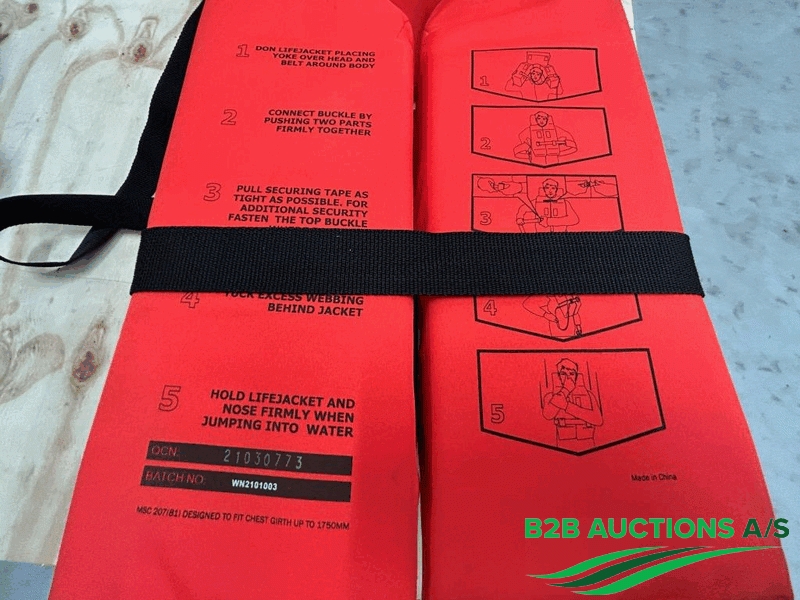 1
DON LIFEJACKET PLACING
YOKE OVER HEAD AND
BELT AROUND BODY
2
CONNECT BUCKLE BY
PUSHING TWO PARTS
FIRMLY TOGETHER
3
PULL SECURING TAPE AS
TIGHT AS POSSIBLE. FOR
ADDITIONAL SECURITY
FASTEN THE TOP BUCKLE
4
TUCK EXCESS WEBBING
BEHIND JACKET
5
HOLD LIFEJACKET AND
NOSE FIRMLY WHEN
JUMPING INTO WATER
QCN: 21030773
BATCH NO: WN2101003
MSC 207(81) DESIGNED TO FIT CHEST GIRTH UP TO 1750MM
1
2
3
4
5
Made in China
B2B AUCTIONS A/S